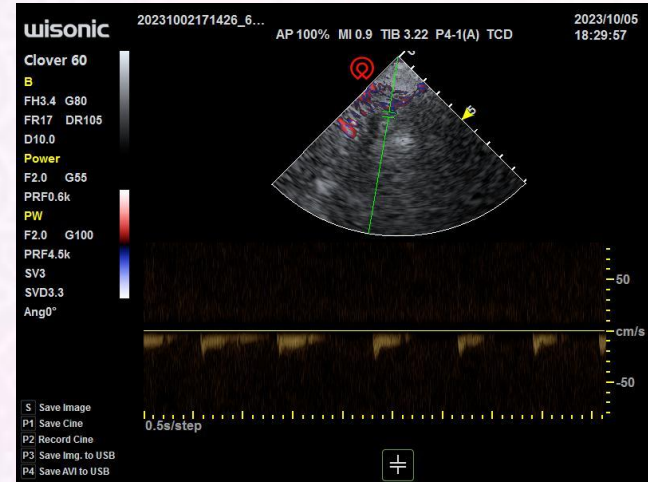 wisonic
20231002171426_6...
AP 100% MI 0.9 TIB 3.22 P4-1(A) TCD
2023/10/05
18:29:57
Clover 60
B
FH3.4 G80
FR17 DR105
D10.0
Power
F2.0 G55
PRF0.6k
PW
F2.0 G100
PRF4.5k
SV3
SVD3.3
Ang0°
5
50
cm/s
-50
0.5s/step
S Save Image
P1 Save Cine
P2 Record Cine
P3 Save Img. to USB
P4 Save AVI to USB